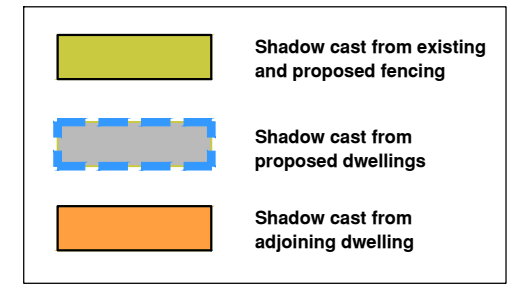 Shadow cast from existing
and proposed fencing
Shadow cast from
proposed dwellings
Shadow cast from
adjoining dwelling